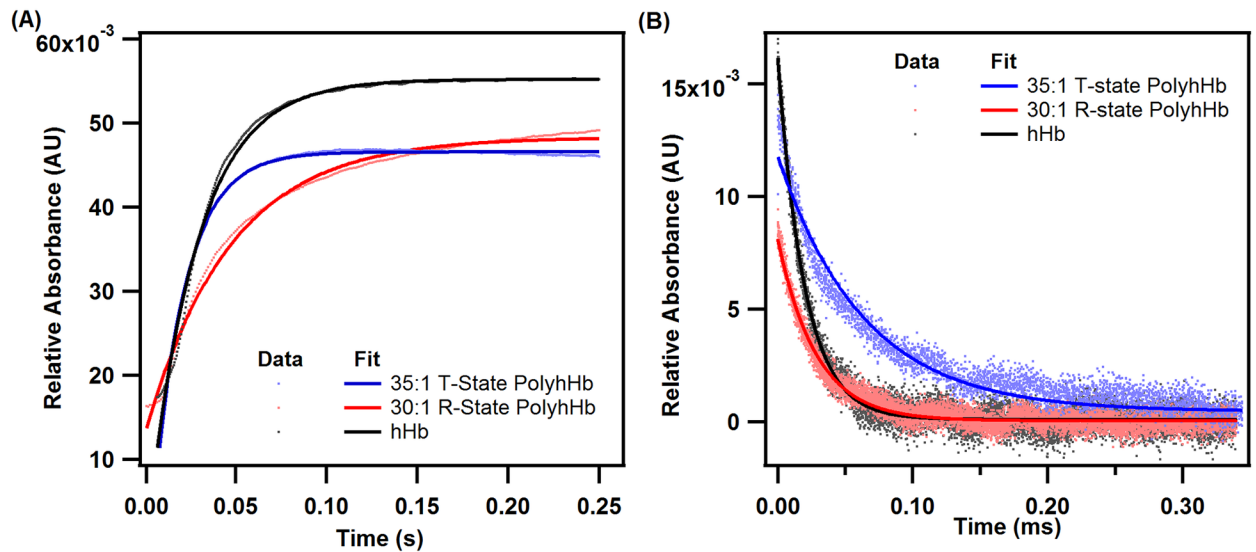 (A)
60x10⁻³
50
40
30
20
10
Relative Absorbance (AU)
Data Fit
35:1 T-State PolyhHb
30:1 R-State PolyhHb
hHb
0.00 0.05 0.10 0.15 0.20 0.25
Time (s)
(B)
15x10⁻³
10
5
0
Relative Absorbance (AU)
Data Fit
35:1 T-state PolyhHb
30:1 R-state PolyhHb
hHb
0.00 0.10 0.20 0.30
Time (ms)